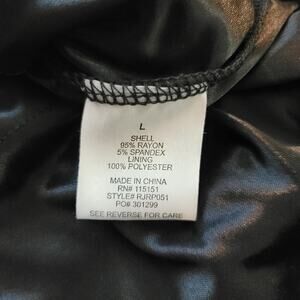 L
SHELL
95% RAYON
5% SPANDEX
LINING
100% POLYESTER
MADE IN CHINA
RN# 115151
STYLE# RJRP051
PO# 301299
SEE REVERSE FOR CARE